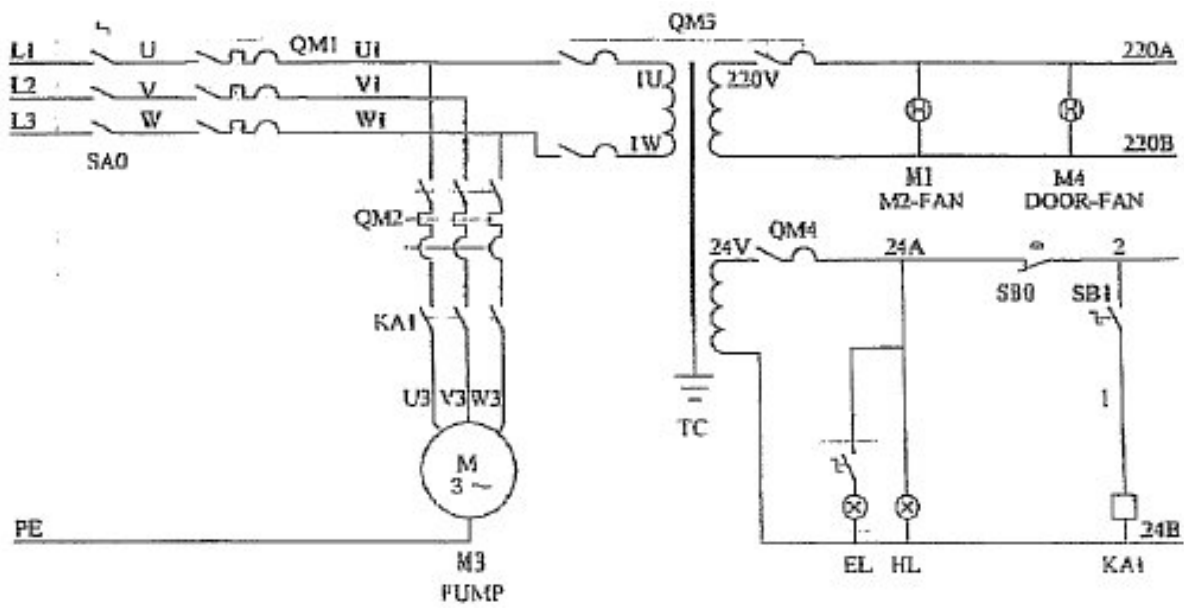 QM5
L1 U QM1 U1 220A
1U 220V
L2 V V1
L3 W W1
SA0 1W 220B
M1 M4
M2-FAN DOOR-FAN
QM2 24V QM4 24A 2
SB0 SB1
KA1
U3 V3 W3 1
TC
M
3 ~
PE 24B
M3 EL HL KA1
PUMP